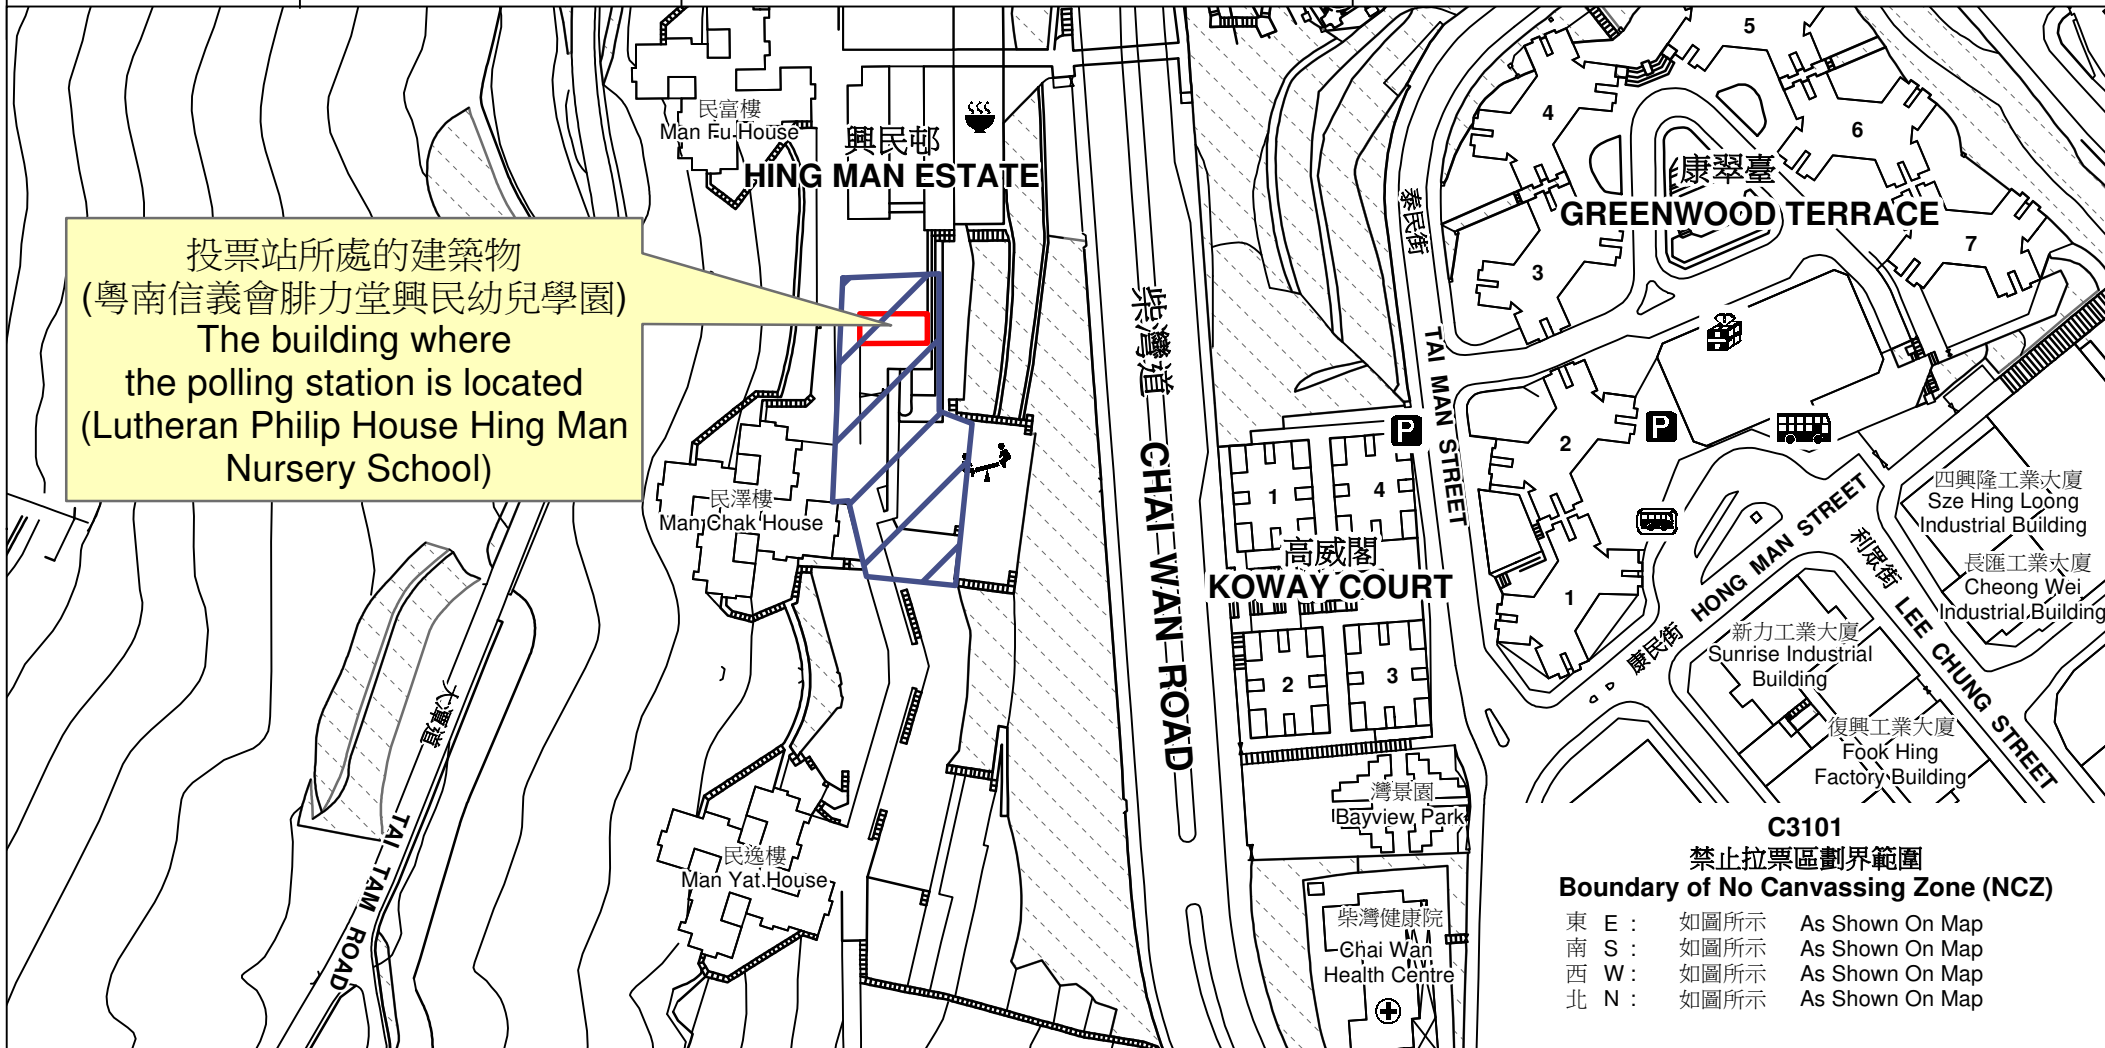 民富樓
Man Fu House
興民邨
HING MAN ESTATE
投票站所處的建築物
(粵南信義會腓力堂興民幼兒學園)
The building where
the polling station is located
(Lutheran Philip House Hing Man
Nursery School)
民澤樓
Man Chak House
民逸樓
Man Yat House
大潭道
TAI TAM ROAD
柴灣道
CHAI WAN ROAD
泰民街
TAI MAN STREET
康翠臺
GREENWOOD TERRACE
5
4
6
3
7
2
1
P
P
1
4
高威閣
KOWAY COURT
2
3
灣景園
Bayview Park
柴灣健康院
Chai Wan
Health Centre
康民街
HONG MAN STREET
利眾街
LEE CHUNG STREET
四興隆工業大廈
Sze Hing Loong
Industrial Building
長匯工業大廈
Cheong Wei
Industrial Building
新力工業大廈
Sunrise Industrial
Building
復興工業大廈
Fook Hing
Factory Building
C3101
禁止拉票區劃界範圍
Boundary of No Canvassing Zone (NCZ)
東 E : 如圖所示 As Shown On Map
南 S : 如圖所示 As Shown On Map
西 W : 如圖所示 As Shown On Map
北 N : 如圖所示 As Shown On Map